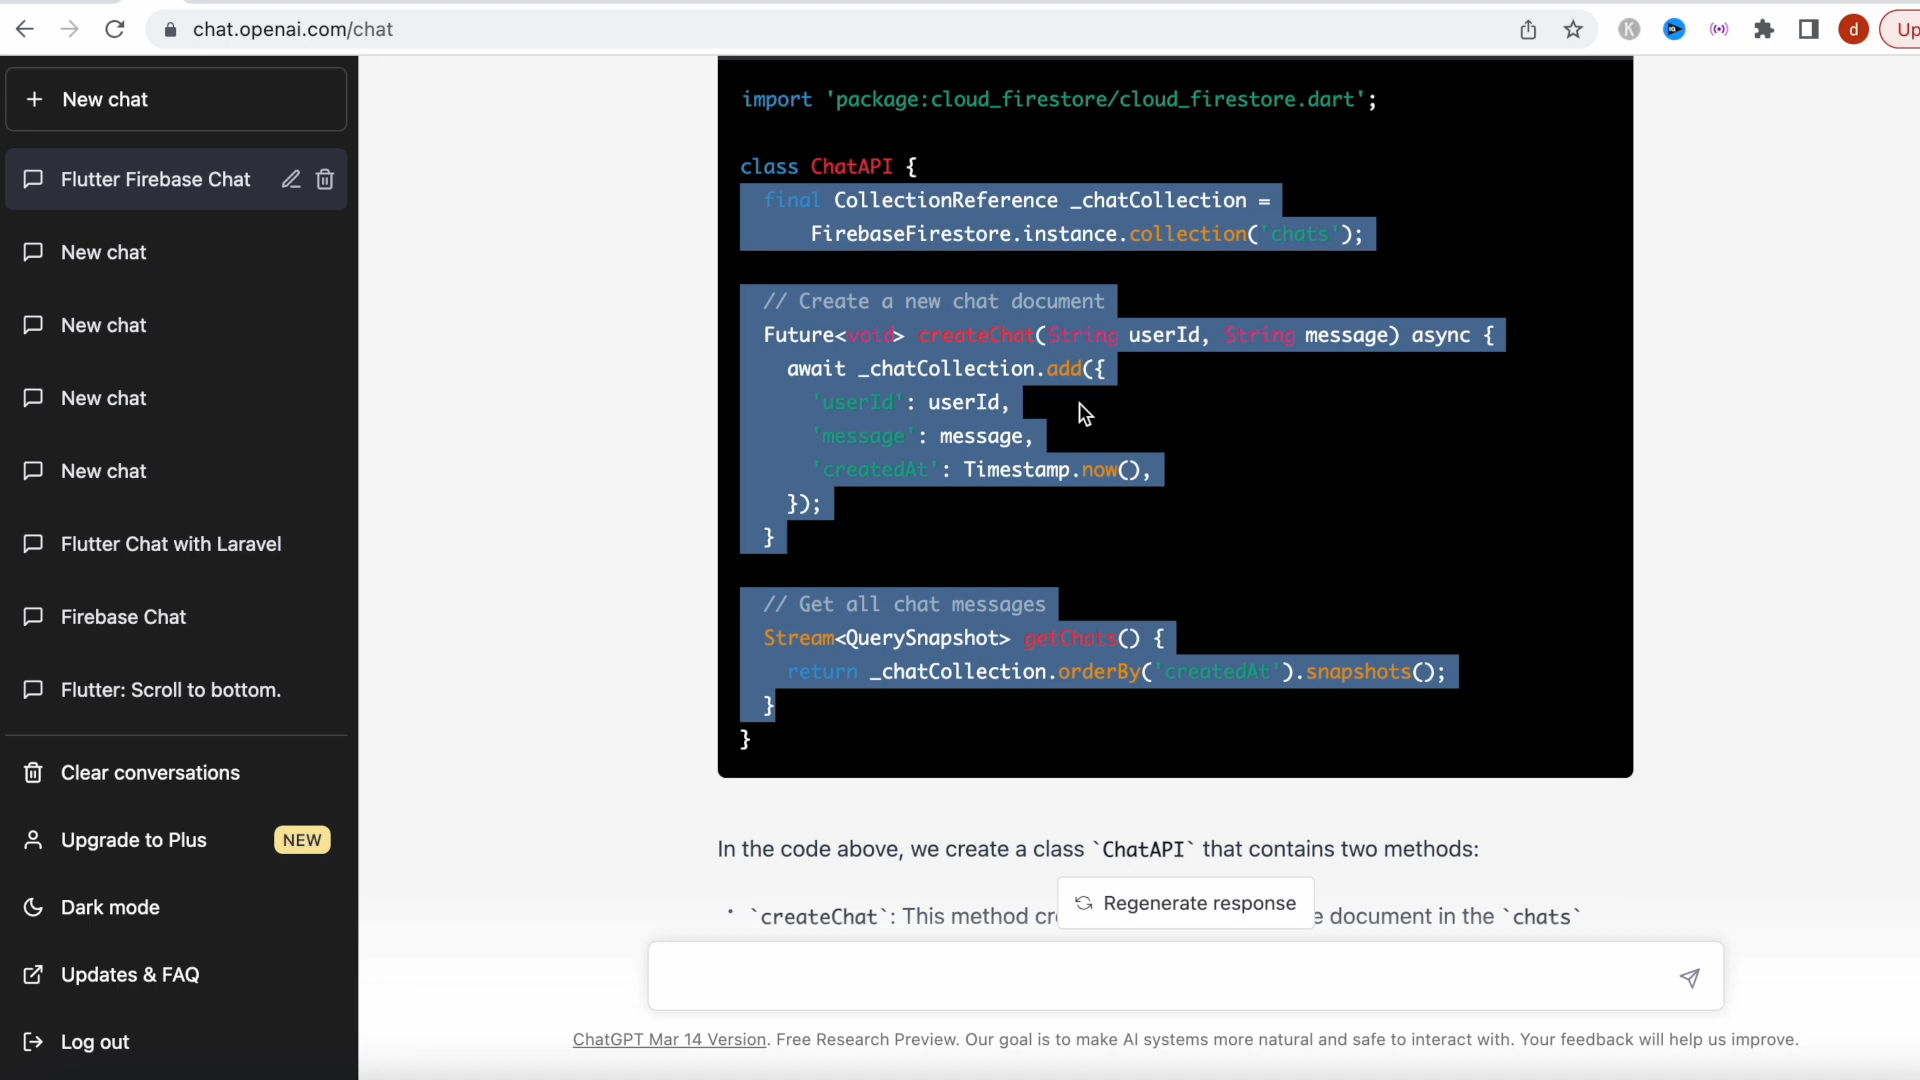 chat.openai.com/chat
K
d
Up
New chat
Flutter Firebase Chat
New chat
New chat
New chat
New chat
Flutter Chat with Laravel
Firebase Chat
Flutter: Scroll to bottom.
Clear conversations
Upgrade to Plus NEW
Dark mode
Updates & FAQ
Log out
import 'package:cloud_firestore/cloud_firestore.dart';
class ChatAPI {
final CollectionReference _chatCollection =
FirebaseFirestore.instance.collection('chats');
// Create a new chat document
Future<void> createChat(String userId, String message) async {
await _chatCollection.add({
'userId': userId,
'message': message,
'createdAt': Timestamp.now(),
});
}
// Get all chat messages
Stream<QuerySnapshot> getChats() {
return _chatCollection.orderBy('createdAt').snapshots();
}
}
In the code above, we create a class `ChatAPI` that contains two methods:
• `createChat`: This method cr
document in the `chats`
Regenerate response
ChatGPT Mar 14 Version. Free Research Preview. Our goal is to make AI systems more natural and safe to interact with. Your feedback will help us improve.